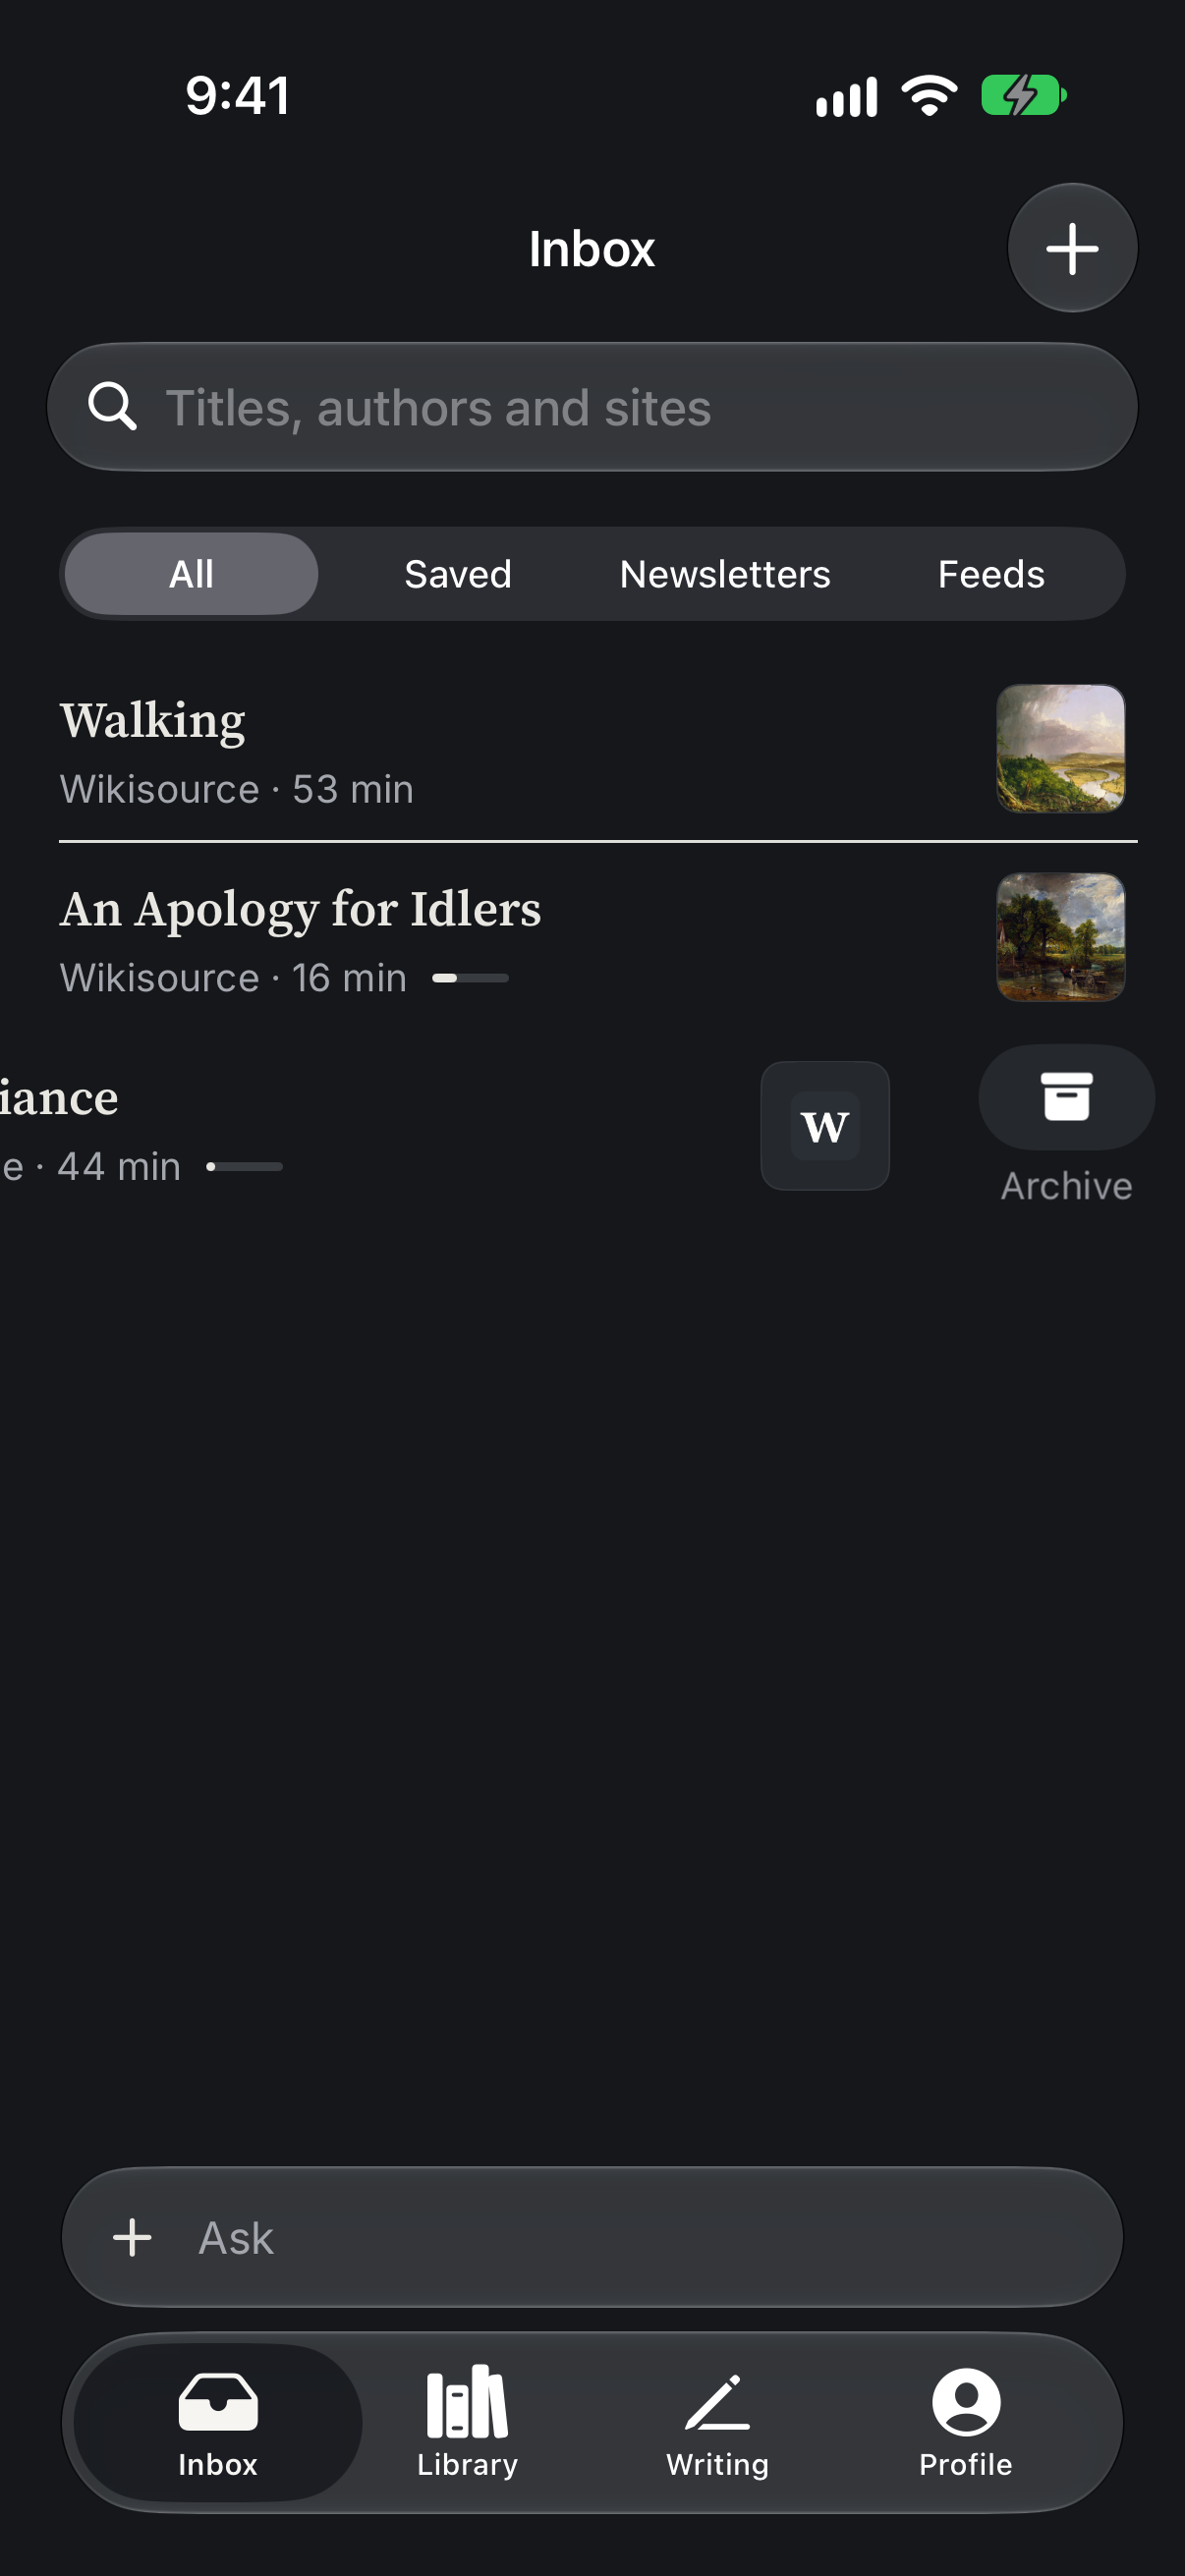 9:41
Inbox
Titles, authors and sites
All Saved Newsletters Feeds
Walking
Wikisource · 53 min
An Apology for Idlers
Wikisource · 16 min
iance
e · 44 min
W
Archive
Ask
Inbox Library Writing Profile